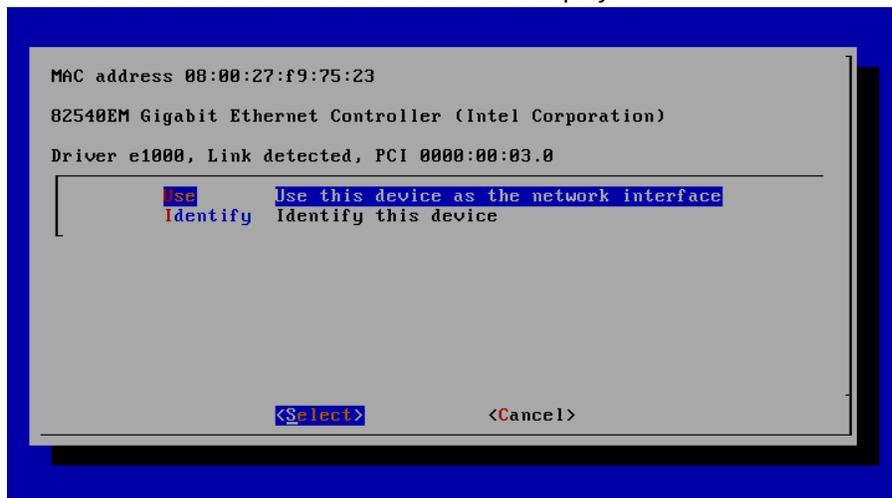 MAC address 08:00:27:f9:75:23
82540EM Gigabit Ethernet Controller (Intel Corporation)
Driver e1000, Link detected, PCI 0000:00:03.0
Use Use this device as the network interface
Identify Identify this device
<Select> <Cancel>